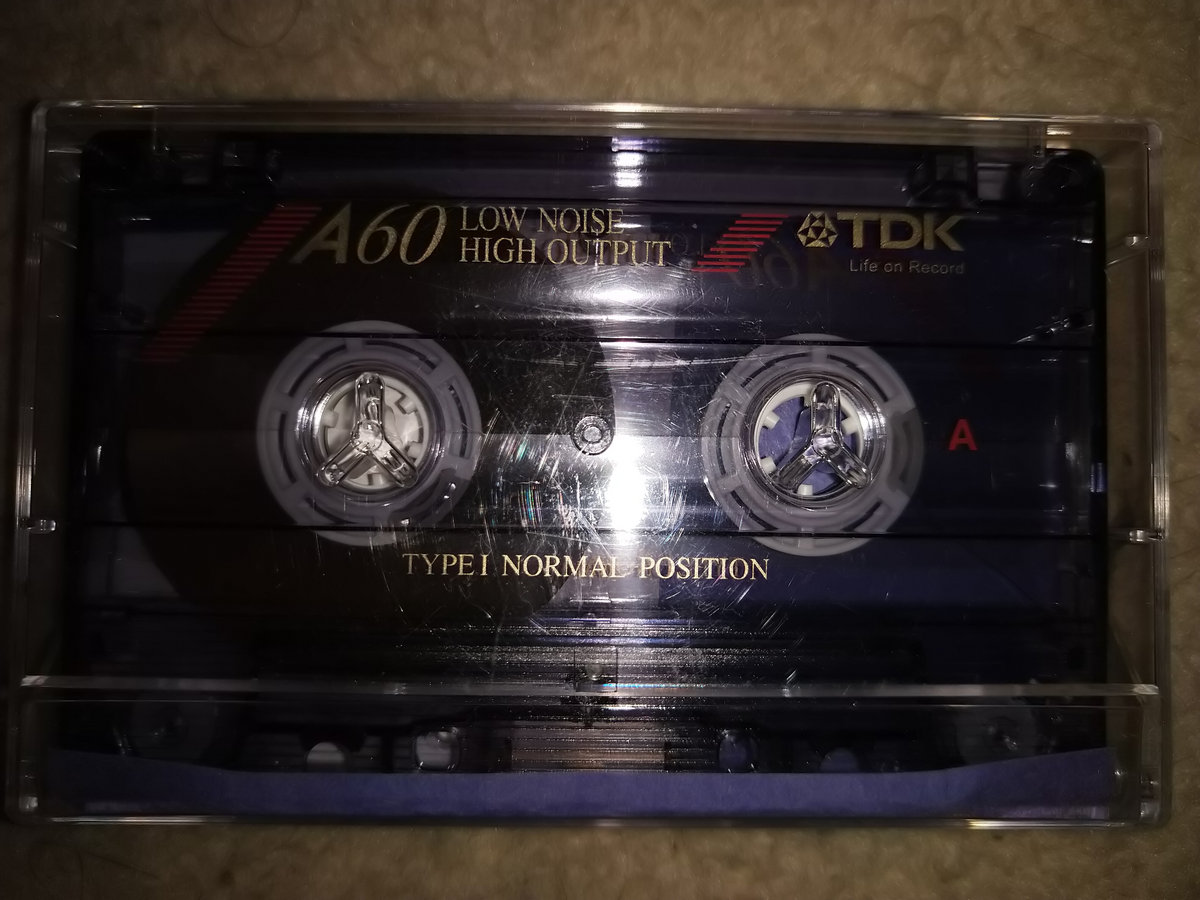 A60 LOW NOISE
HIGH OUTPUT
TDK
Life on Record
A
TYPE I NORMAL POSITION